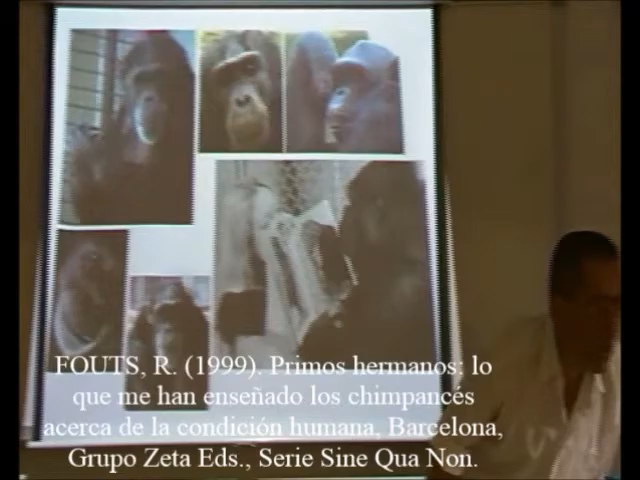 FOUTS, R. (1999). Primos hermanos: lo
que me han enseñado los chimpancés
acerca de la condición humana, Barcelona,
Grupo Zeta Eds., Serie Sine Qua Non.